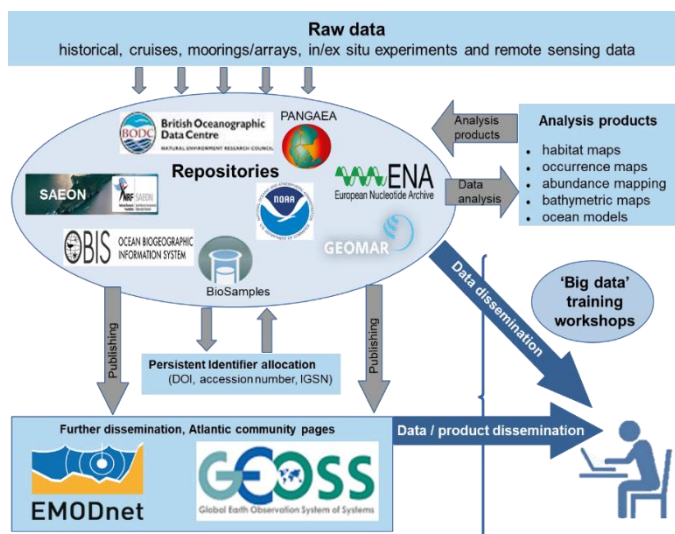 Raw data
historical, cruises, moorings/arrays, in/ex situ experiments and remote sensing data
PANGAEA
British Oceanographic
Data Centre
NATURAL ENVIRONMENT RESEARCH COUNCIL
BODC
Repositories
SAEON
NRF SAEON
NOAA
ENA
European Nucleotide Archive
OBIS OCEAN BIOGEOGRAPHIC
INFORMATION SYSTEM
GEOMAR
BioSamples
Analysis
products
Data
analysis
Analysis products
• habitat maps
• occurrence maps
• abundance mapping
• bathymetric maps
• ocean models
Data dissemination
'Big data'
training
workshops
Publishing
Persistent Identifier allocation
(DOI, accession number, IGSN)
Publishing
Further dissemination, Atlantic community pages
EMODnet
GEOSS
Global Earth Observation System of Systems
Data / product dissemination